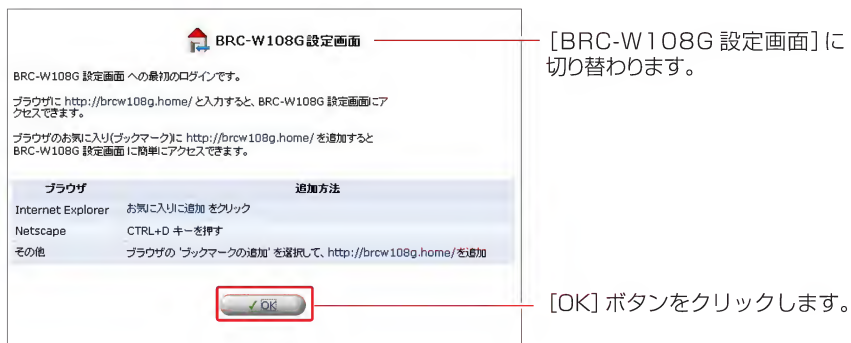 BRC-W108G設定画面
[BRC-W108G 設定画面]に
切り替わります。
BRC-W108G 設定画面 への最初のログインです。
ブラウザに http://brcw108g.home/ と入力すると、BRC-W108G 設定画面にア
クセスできます。
ブラウザのお気に入り(ブックマーク)に http://brcw108g.home/ を追加すると
BRC-W108G 設定画面 に簡単にアクセスできます。
ブラウザ 追加方法
Internet Explorer お気に入りに追加 をクリック
Netscape CTRL+D キーを押す
その他 ブラウザの 'ブックマークの追加' を選択して、http://brcw108g.home/を追加
OK
[OK] ボタンをクリックします。